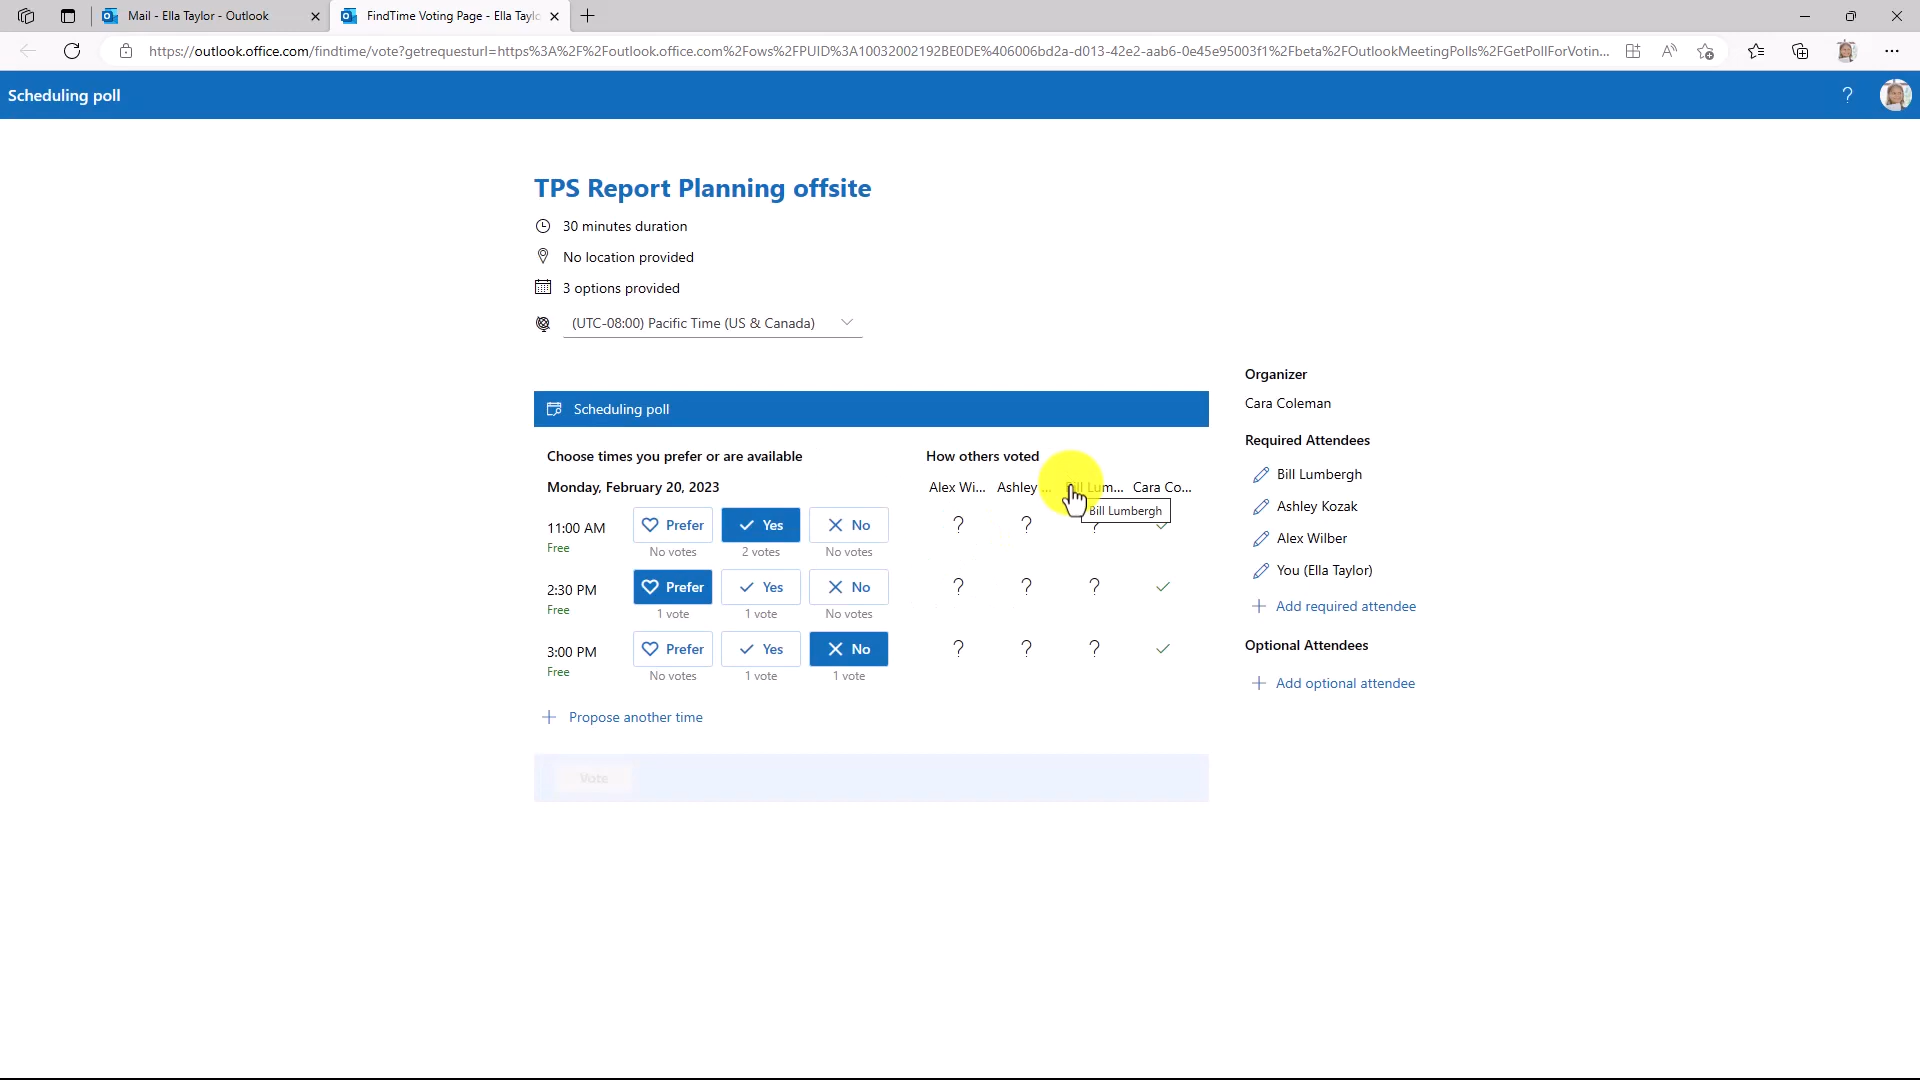 Mail - Ella Taylor - Outlook
FindTime Voting Page - Ella Taylo
https://outlook.office.com/findtime/vote?getrequesturl=https%3A%2F%2Foutlook.office.com%2Fows%2FPUID%3A10032002192BE0DE%406006bd2a-d013-42e2-aab6-0e45e95003f1%2Fbeta%2FOutlookMeetingPolls%2FGetPollForVotin...
Scheduling poll ?
TPS Report Planning offsite
30 minutes duration
No location provided
3 options provided
(UTC-08:00) Pacific Time (US & Canada)
Scheduling poll
Choose times you prefer or are available
How others voted
Monday, February 20, 2023
Alex Wi... Ashley ... Bill Lum... Cara Co...
Bill Lumbergh
11:00 AM Prefer Yes No ? ? ?
Free No votes 2 votes No votes
2:30 PM Prefer Yes No ? ? ?
Free 1 vote 1 vote No votes
3:00 PM Prefer Yes No ? ? ?
Free No votes 1 vote 1 vote
Propose another time
Vote
Organizer
Cara Coleman
Required Attendees
Bill Lumbergh
Ashley Kozak
Alex Wilber
You (Ella Taylor)
Add required attendee
Optional Attendees
Add optional attendee